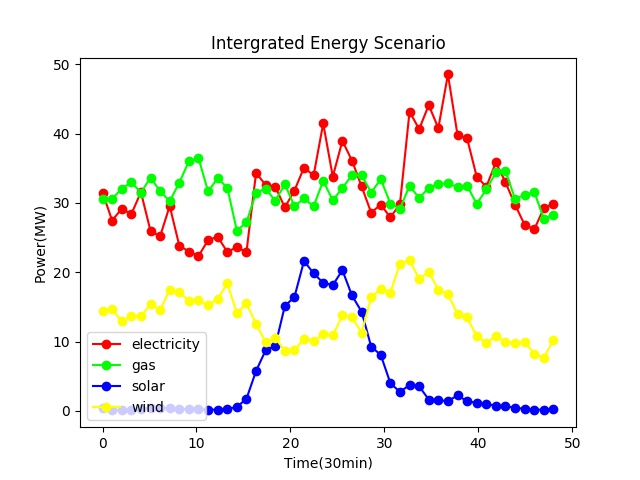 Intergrated Energy Scenario
Power(MW)
50
40
30
20
10
0
electricity
gas
solar
wind
0 10 20 30 40 50
Time(30min)